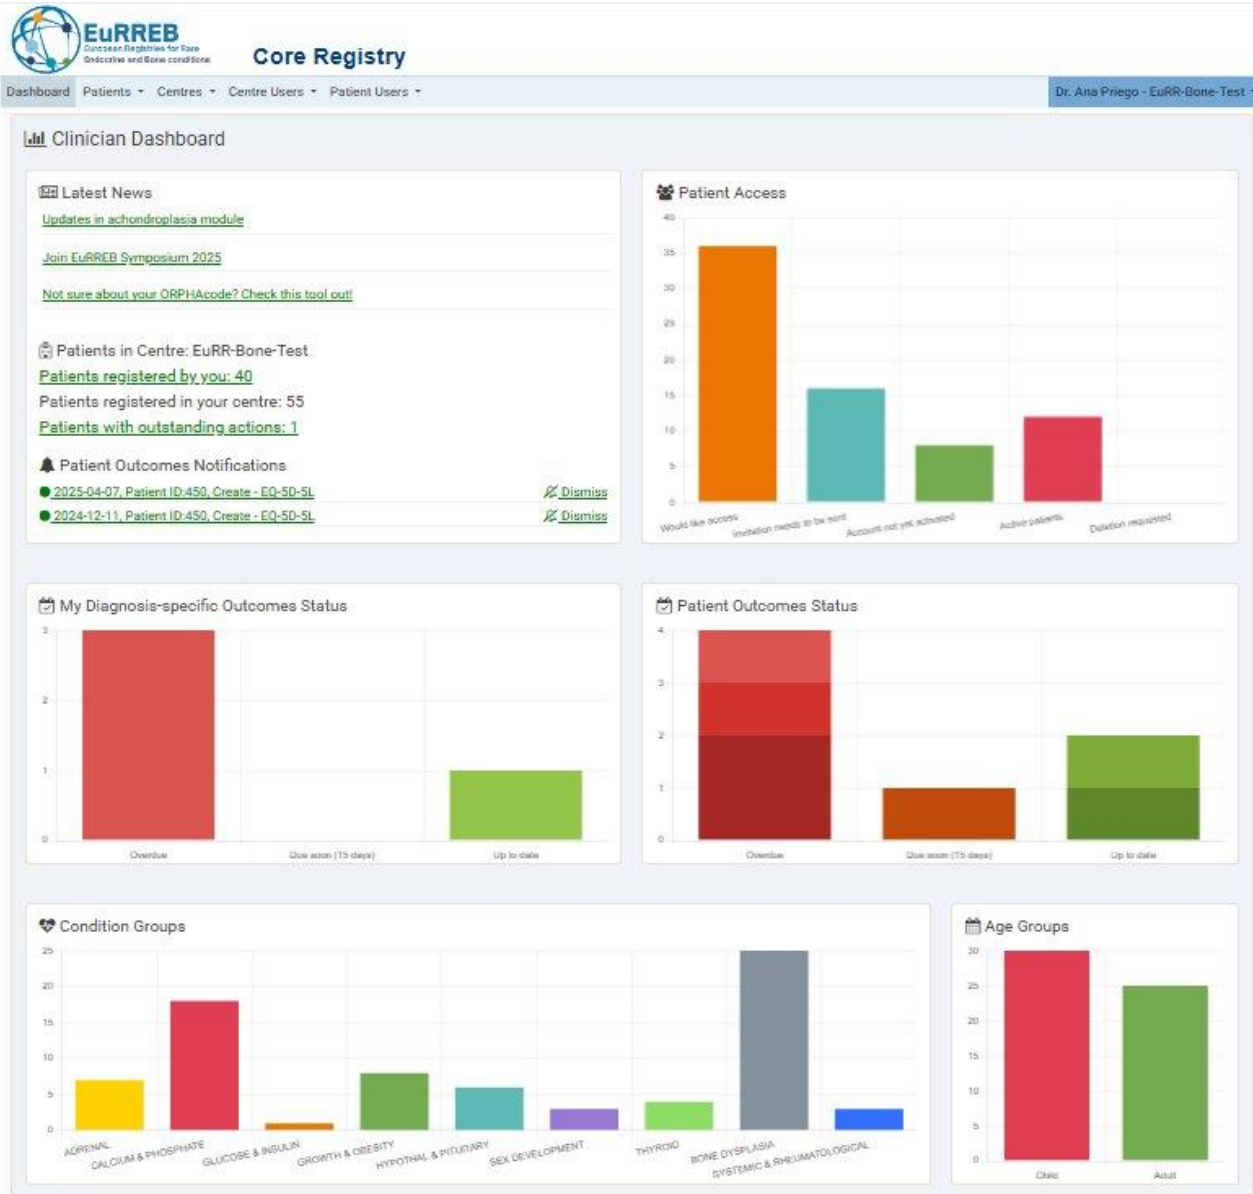 EuRREB
European Registries for Rare
Endocrine and Bone conditions
Core Registry
Dashboard Patients Centres Centre Users Patient Users Dr. Ana Priego - EuRR-Bone-Test
Clinician Dashboard
Latest News
Updates in achondroplasia module
Join EuRREB Symposium 2025
Not sure about your ORPHAcode? Check this tool out!
Patients in Centre: EuRR-Bone-Test
Patients registered by you: 40
Patients registered in your centre: 55
Patients with outstanding actions: 1
Patient Outcomes Notifications
2025-04-07, Patient ID:450, Create - EQ-5D-5L Dismiss
2024-12-11, Patient ID:450, Create - EQ-5D-5L Dismiss
Patient Access
40
35
30
25
20
15
10
5
0
Would like access
Invitation needs to be sent
Account not yet activated
Active patients
Deletion requested
My Diagnosis-specific Outcomes Status
3
2
1
0
Overdue Due soon (15 days) Up to date
Patient Outcomes Status
4
3
2
1
0
Overdue Due soon (15 days) Up to date
Condition Groups
25
20
15
10
5
0
ADRENAL
CALCIUM & PHOSPHATE
GLUCOSE & INSULIN
GROWTH & OBESITY
HYPOTHAL & PITUITARY
SEX DEVELOPMENT
THYROID
BONE DYSPLASIA
SYSTEMIC & RHEUMATOLOGICAL
Age Groups
30
25
20
15
10
5
0
Child Adult